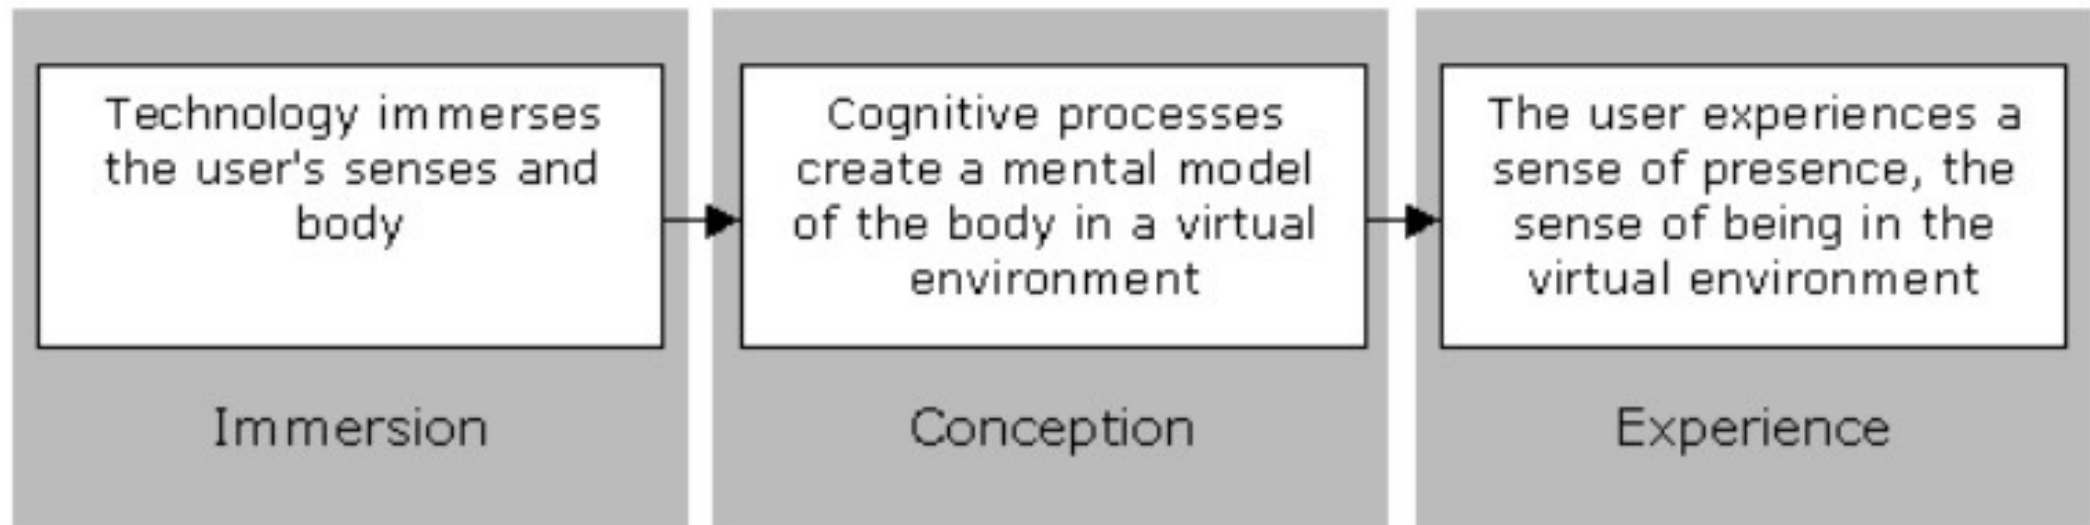 Technology immerses
the user's senses and
body
Immersion
Cognitive processes
create a mental model
of the body in a virtual
environment
Conception
The user experiences a
sense of presence, the
sense of being in the
virtual environment
Experience